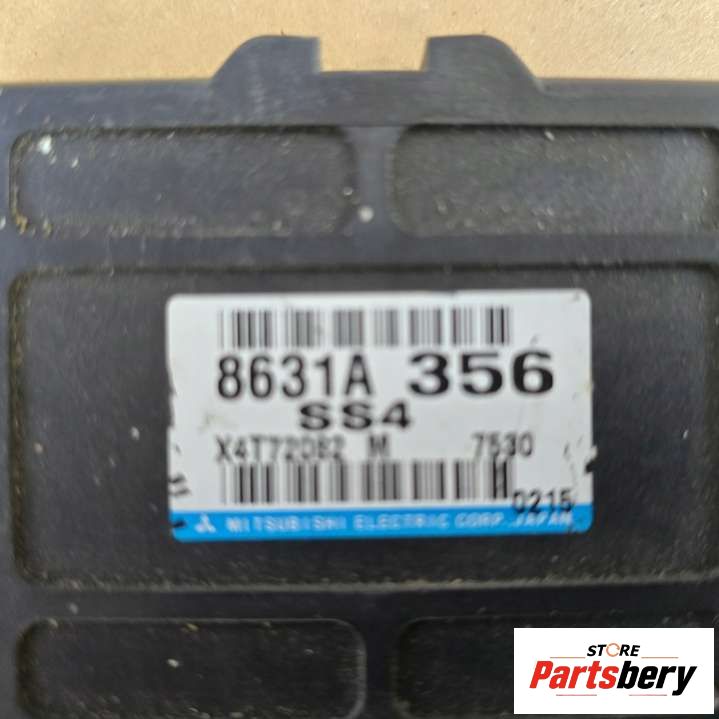 8631A 356
SS4
X4T72082 M 7530
0215
MITSUBISHI ELECTRIC CORP. JAPAN
STORE
Partsbery